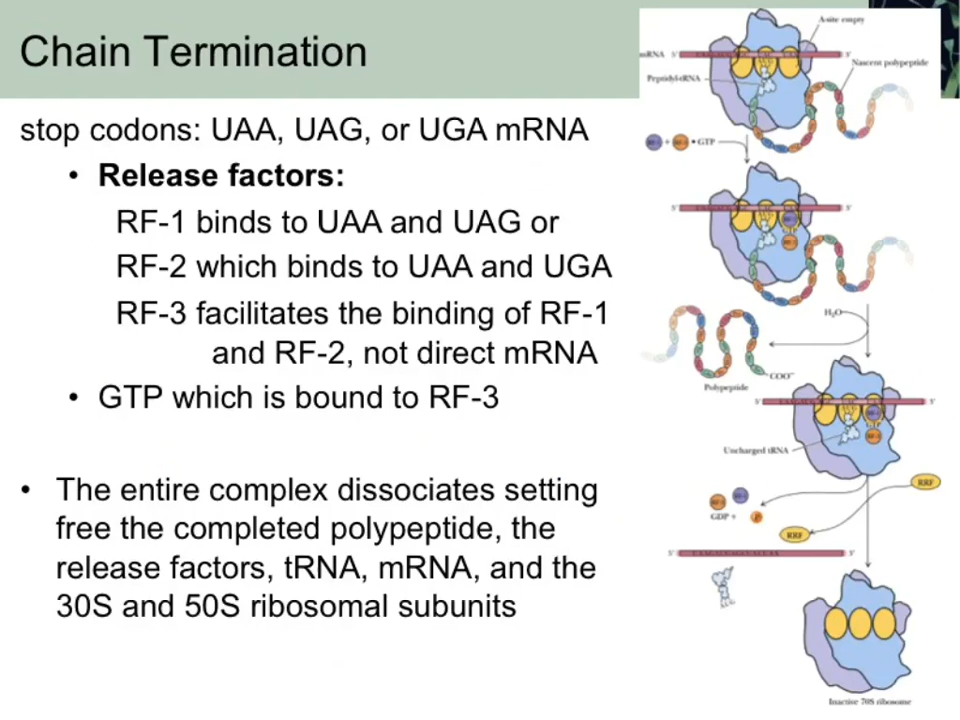 Chain Termination
stop codons: UAA, UAG, or UGA mRNA
• Release factors:
RF-1 binds to UAA and UAG or
RF-2 which binds to UAA and UGA
RF-3 facilitates the binding of RF-1
and RF-2, not direct mRNA
• GTP which is bound to RF-3
• The entire complex dissociates setting
free the completed polypeptide, the
release factors, tRNA, mRNA, and the
30S and 50S ribosomal subunits
A-site empty
mRNA 5' 3'
Nascent polypeptide
Peptidyl-tRNA
+ • GTP
5' 3'
H₂O
COO⁻
Polypeptide
5' 3'
Uncharged tRNA
RRF
GDP + P
RRF
5' 3'
Inactive 70S ribosome